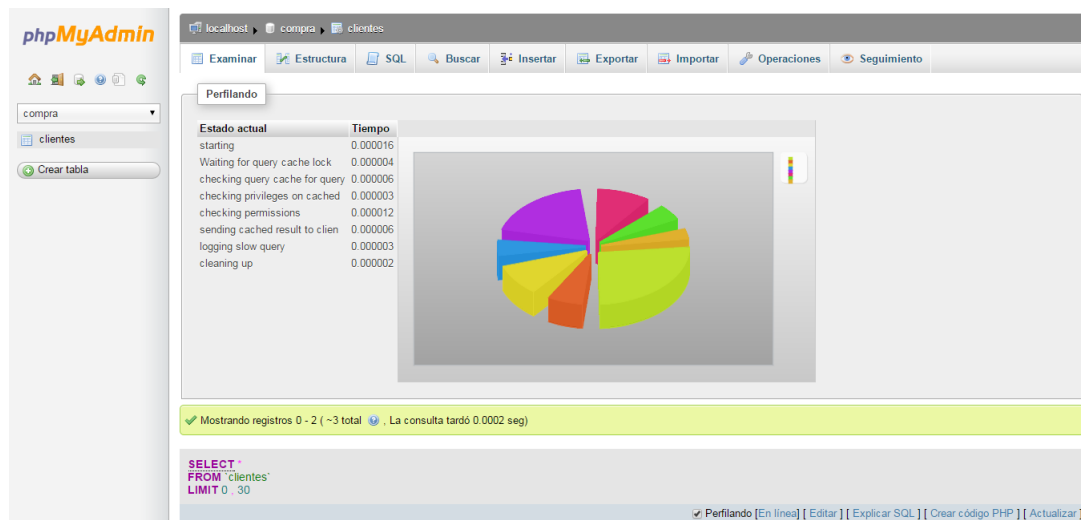 phpMyAdmin
compra
clientes
Crear tabla
localhost compra clientes
Examinar Estructura SQL Buscar Insertar Exportar Importar Operaciones Seguimiento
Perfilando
Estado actual Tiempo
starting 0.000016
Waiting for query cache lock 0.000004
checking query cache for query 0.000006
checking privileges on cached 0.000003
checking permissions 0.000012
sending cached result to clien 0.000006
logging slow query 0.000003
cleaning up 0.000002
Mostrando registros 0 - 2 ( ~3 total , La consulta tardó 0.0002 seg)
SELECT *
FROM `clientes`
LIMIT 0 , 30
Perfilando [En línea] [ Editar ] [ Explicar SQL ] [ Crear código PHP ] [ Actualizar ]